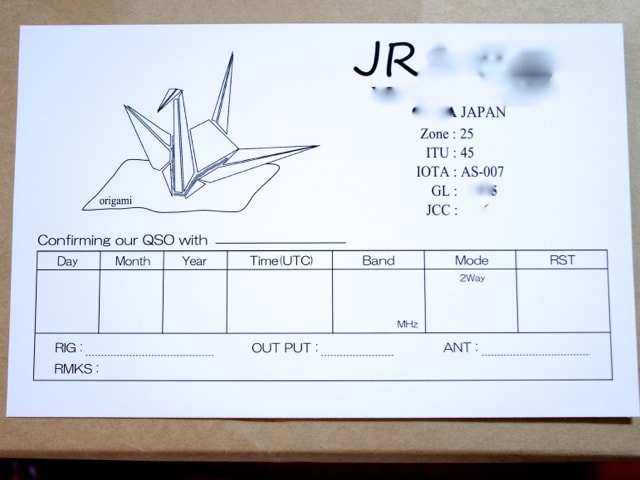 JR
JAPAN
Zone : 25
ITU : 45
IOTA : AS-007
GL :
JCC :
origami
Confirming our QSO with
Day Month Year Time(UTC) Band Mode RST
2Way
MHz
RIG : OUT PUT : ANT :
RMKS :